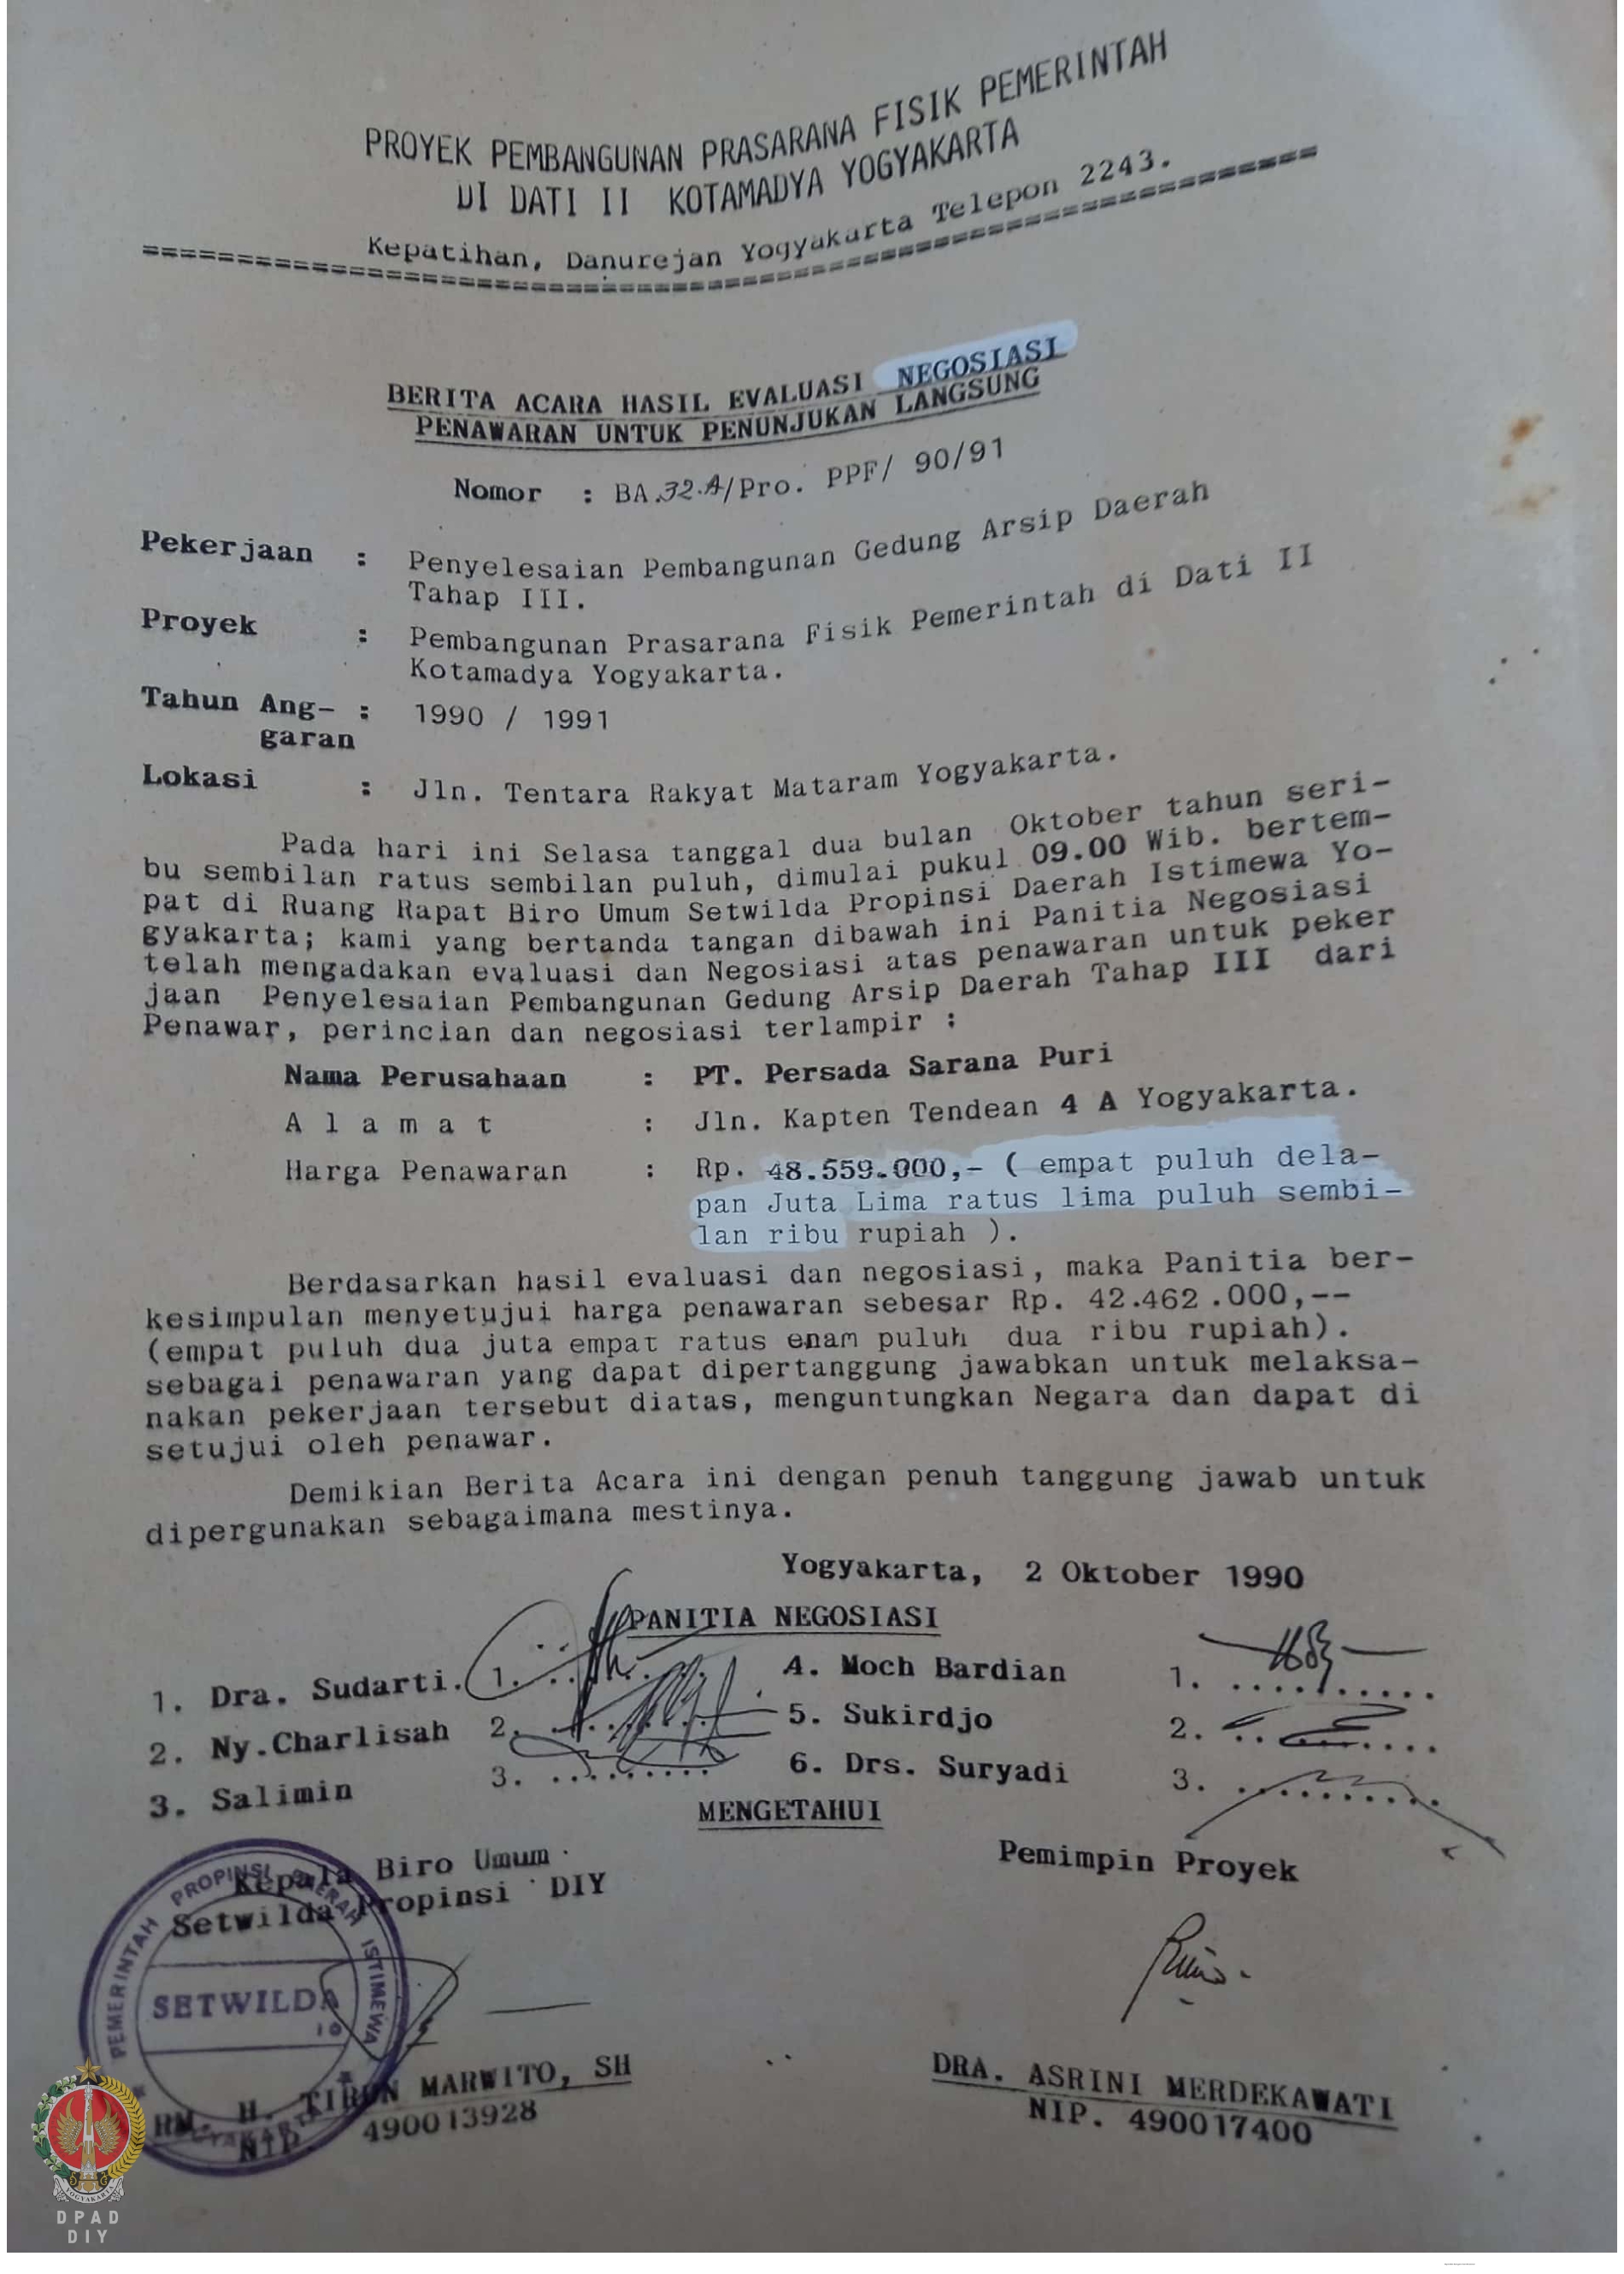 PROYEK PEMBANGUNAN PRASARANA FISIK PEMERINTAH
DI DATI II KOTAMADYA YOGYAKARTA
Kepatihan, Danurejan Yogyakarta Telepon 2243.
BERITA ACARA HASIL EVALUASI NEGOSIASI
PENAWARAN UNTUK PENUNJUKAN LANGSUNG
Nomor : BA.32.A/Pro. PPF/ 90/91
Pekerjaan : Penyelesaian Pembangunan Gedung Arsip Daerah
Tahap III.
Proyek : Pembangunan Prasarana Fisik Pemerintah di Dati II
Kotamadya Yogyakarta.
Tahun Ang- : 1990 / 1991
garan
Lokasi : Jln. Tentara Rakyat Mataram Yogyakarta.
Pada hari ini Selasa tanggal dua bulan Oktober tahun seri-
bu sembilan ratus sembilan puluh, dimulai pukul 09.00 Wib. bertem-
pat di Ruang Rapat Biro Umum Setwilda Propinsi Daerah Istimewa Yo-
gyakarta; kami yang bertanda tangan dibawah ini Panitia Negosiasi
telah mengadakan evaluasi dan Negosiasi atas penawaran untuk peker
jaan Penyelesaian Pembangunan Gedung Arsip Daerah Tahap III dari
Penawar, perincian dan negosiasi terlampir :
Nama Perusahaan : PT. Persada Sarana Puri
A l a m a t : Jln. Kapten Tendean 4 A Yogyakarta.
Harga Penawaran : Rp. 48.559.000,- ( empat puluh dela-
pan Juta Lima ratus lima puluh sembi-
lan ribu rupiah ).
Berdasarkan hasil evaluasi dan negosiasi, maka Panitia ber-
kesimpulan menyetujui harga penawaran sebesar Rp. 42.462.000,--
(empat puluh dua juta empat ratus enam puluh dua ribu rupiah).
sebagai penawaran yang dapat dipertanggung jawabkan untuk melaksa-
nakan pekerjaan tersebut diatas, menguntungkan Negara dan dapat di
setujui oleh penawar.
Demikian Berita Acara ini dengan penuh tanggung jawab untuk
dipergunakan sebagaimana mestinya.
Yogyakarta, 2 Oktober 1990
PANITIA NEGOSIASI
1. Dra. Sudarti. 1. .......... 4. Moch Bardian 1. ..........
2. Ny.Charlisah 2. .......... 5. Sukirdjo 2. ..........
3. Salimin 3. .......... 6. Drs. Suryadi 3. ..........
MENGETAHUI
Kepala Biro Umum
Setwilda Propinsi DIY
Pemimpin Proyek
PEMERINTAH PROPINSI DAERAH ISTIMEWA
SETWILDA
RM. H. TIRUN MARWITO, SH
NIP. 490013928
DRA. ASRINI MERDEKAWATI
NIP. 490017400
YOGYAKARTA
DPAD
DIY